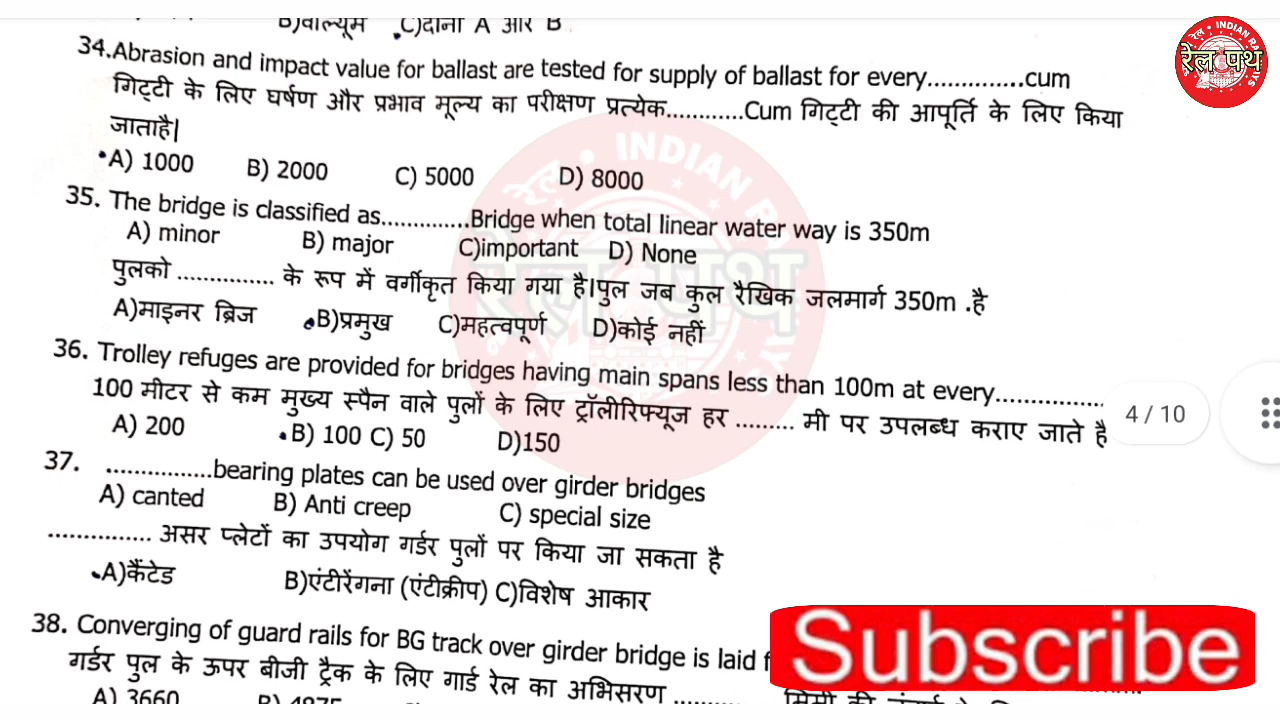 B)वाल्यूम C)दोनों A और B
34.Abrasion and impact value for ballast are tested for supply of ballast for every..............cum
गिट्टी के लिए घर्षण और प्रभाव मूल्य का परीक्षण प्रत्येक............Cum गिट्टी की आपूर्ति के लिए किया
जाताहै|
A) 1000 B) 2000 C) 5000 D) 8000
35. The bridge is classified as..............Bridge when total linear water way is 350m
A) minor B) major C)important D) None
पुलको ............... के रूप में वर्गीकृत किया गया है।पुल जब कुल रैखिक जलमार्ग 350m .है
A)माइनर ब्रिज B)प्रमुख C)महत्वपूर्ण D)कोई नहीं
36. Trolley refuges are provided for bridges having main spans less than 100m at every.................
100 मीटर से कम मुख्य स्पैन वाले पुलों के लिए ट्रॉलीरिफ्यूज हर ......... मी पर उपलब्ध कराए जाते है
A) 200 B) 100 C) 50 D)150
37. ................bearing plates can be used over girder bridges
A) canted B) Anti creep C) special size
............... असर प्लेटों का उपयोग गर्डर पुलों पर किया जा सकता है
A)कैंटेड B)एंटीरेंगना (एंटीक्रीप) C)विशेष आकार
38. Converging of guard rails for BG track over girder bridge is laid
गर्डर पुल के ऊपर बीजी ट्रैक के लिए गार्ड रेल का अभिसरण ..........
A) 3660 B) 4875
4 / 10
INDIAN RAILWAYS
रेल पथ
Subscribe